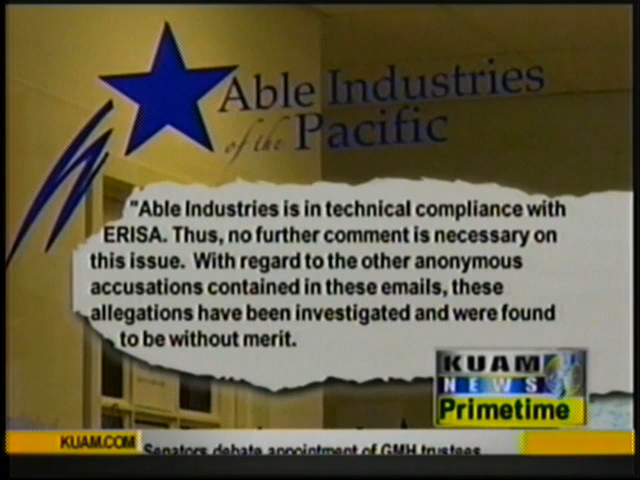 Able Industries
of the Pacific
"Able Industries is in technical compliance with
ERISA. Thus, no further comment is necessary on
this issue. With regard to the other anonymous
accusations contained in these emails, these
allegations have been investigated and were found
to be without merit.
KUAM
NEWS
Primetime
KUAM.COM
Senators debate appointment of GMH trustees